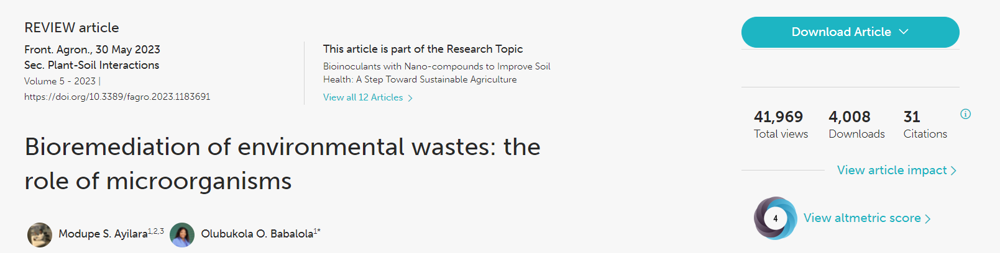 REVIEW article
Front. Agron., 30 May 2023
Sec. Plant-Soil Interactions
Volume 5 - 2023 |
https://doi.org/10.3389/fagro.2023.1183691
This article is part of the Research Topic
Bioinoculants with Nano-compounds to Improve Soil
Health: A Step Toward Sustainable Agriculture
View all 12 Articles
Bioremediation of environmental wastes: the
role of microorganisms
Modupe S. Ayilara1,2,3 Olubukola O. Babalola1*
Download Article
41,969 4,008 31
Total views Downloads Citations
View article impact
4 View altmetric score